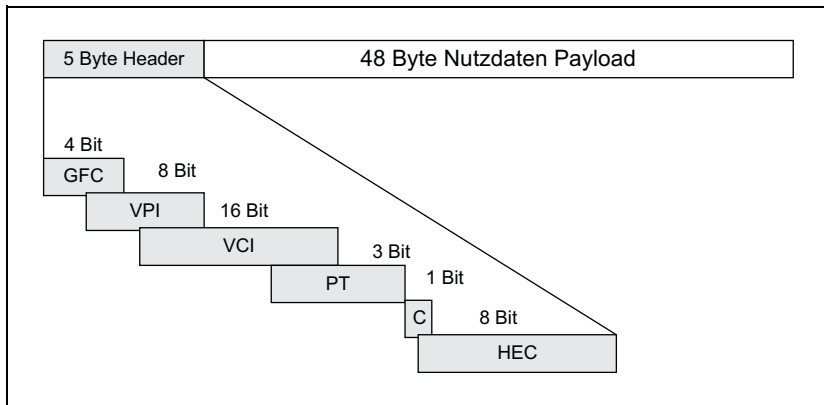 5 Byte Header
48 Byte Nutzdaten Payload
4 Bit
GFC
8 Bit
VPI
16 Bit
VCI
3 Bit
PT
1 Bit
C
8 Bit
HEC